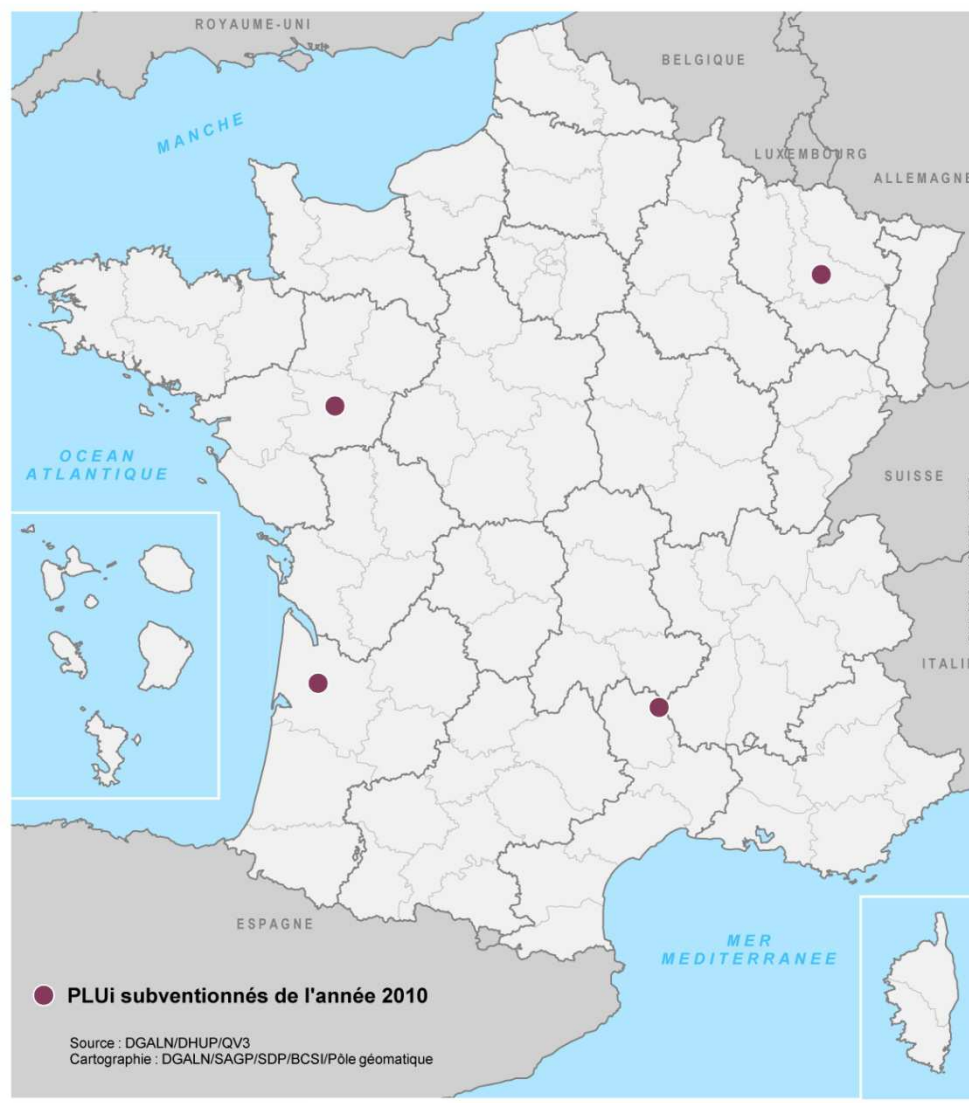 ROYAUME-UNI
BELGIQUE
MANCHE
LUXEMBOURG
ALLEMAGNE
OCEAN
ATLANTIQUE
SUISSE
ITALIE
ESPAGNE
MER
MEDITERRANEE
PLUi subventionnés de l'année 2010
Source : DGALN/DHUP/QV3
Cartographie : DGALN/SAGP/SDP/BCSI/Pôle géomatique